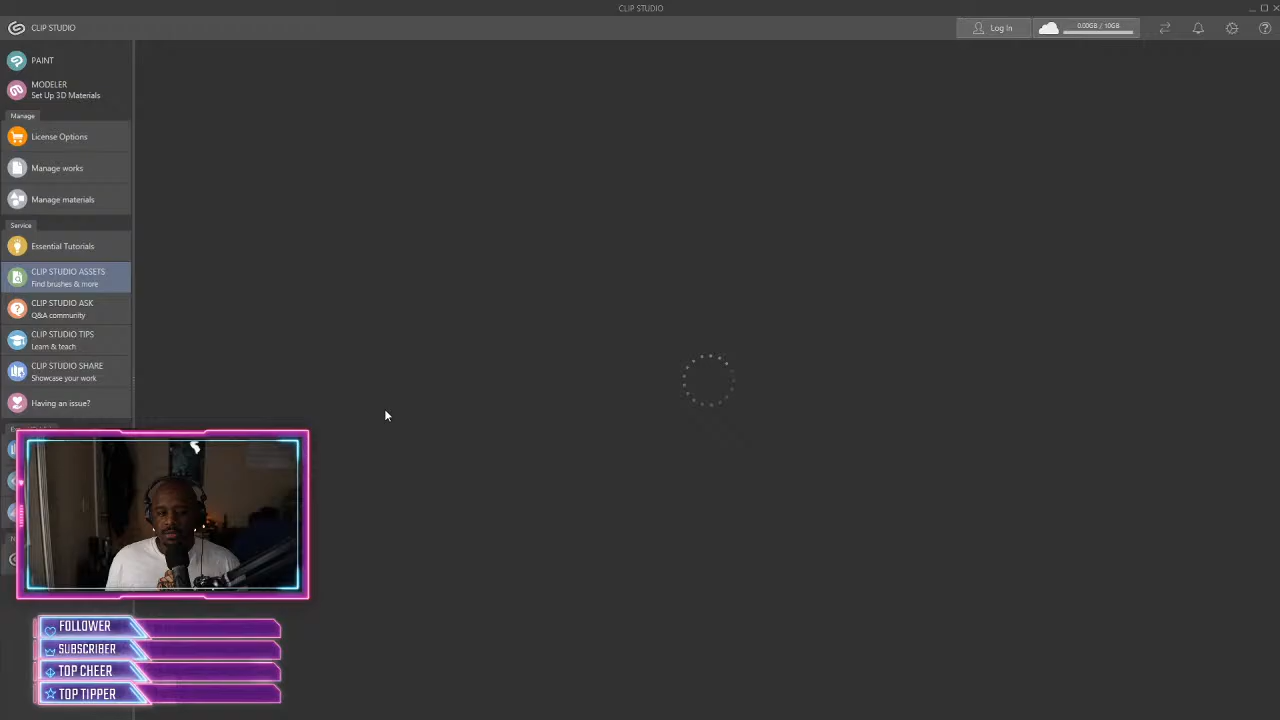 CLIP STUDIO
CLIP STUDIO
Log In
0.00GB / 10GB
PAINT
MODELER
Set Up 3D Materials
Manage
License Options
Manage works
Manage materials
Service
Essential Tutorials
CLIP STUDIO ASSETS
Find brushes & more
CLIP STUDIO ASK
Q&A community
CLIP STUDIO TIPS
Learn & teach
CLIP STUDIO SHARE
Showcase your work
Having an issue?
FOLLOWER
SUBSCRIBER
TOP CHEER
TOP TIPPER